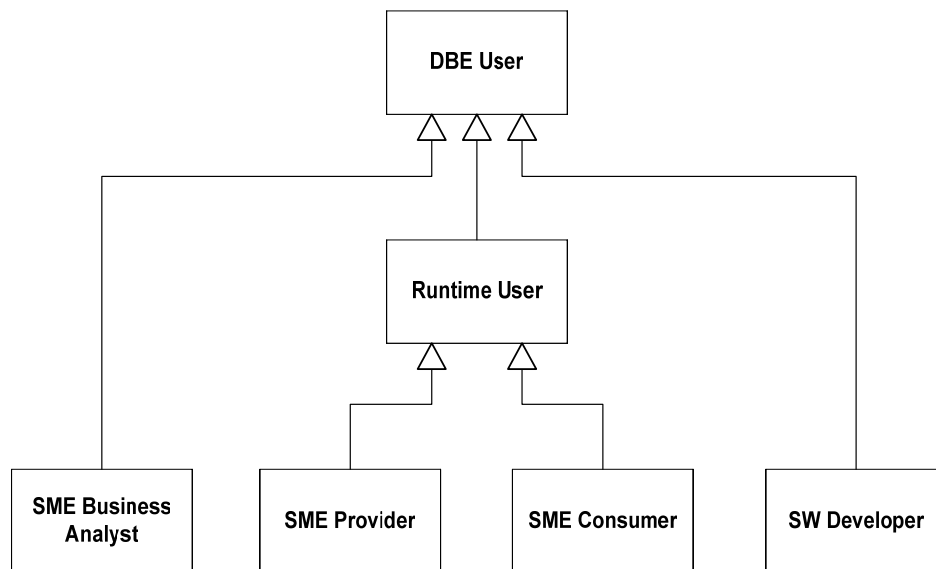 DBE User
Runtime User
SME Business
Analyst
SME Provider
SME Consumer
SW Developer